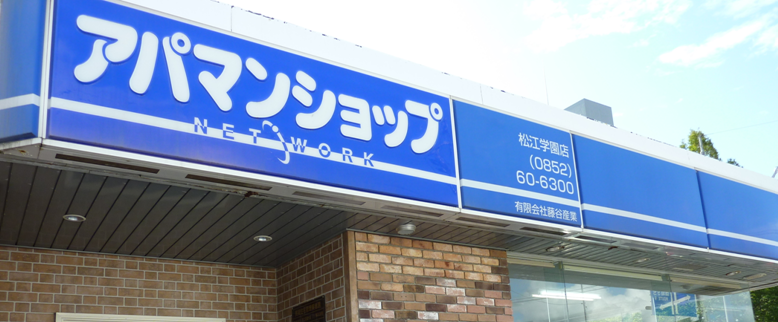 アパマンショップ
NETWORK
松江学園店
(0852)
60-6300
有限会社藤谷産業